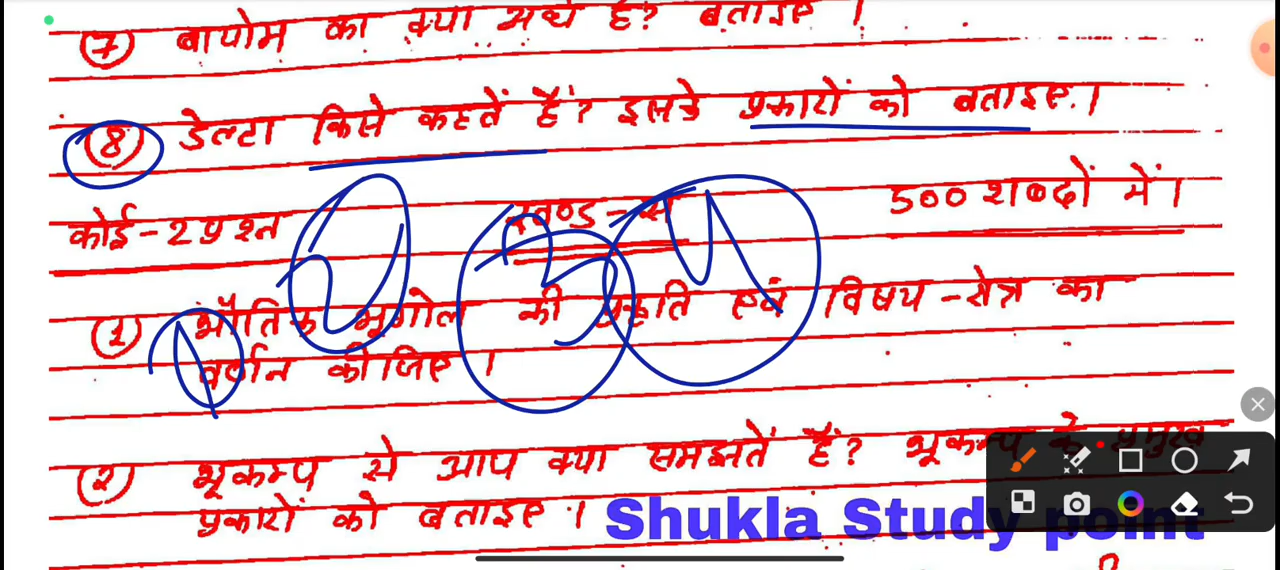 (7) बायोम का क्या अर्थ है? बताइए ।
(8) डेल्टा किसे कहतें हैं? इसके प्रकारों को बताइए ।
कोई - 2 प्रश्न खण्ड - स 500 शब्दों में ।
(1) भौतिक भूगोल की प्रकृति एवं विषय - क्षेत्र का
वर्णन कीजिए ।
(2) भूकम्प से आप क्या समझतें हैं? भूकम्प के प्रमुख
प्रकारों को बताइए ।
Shukla Study point